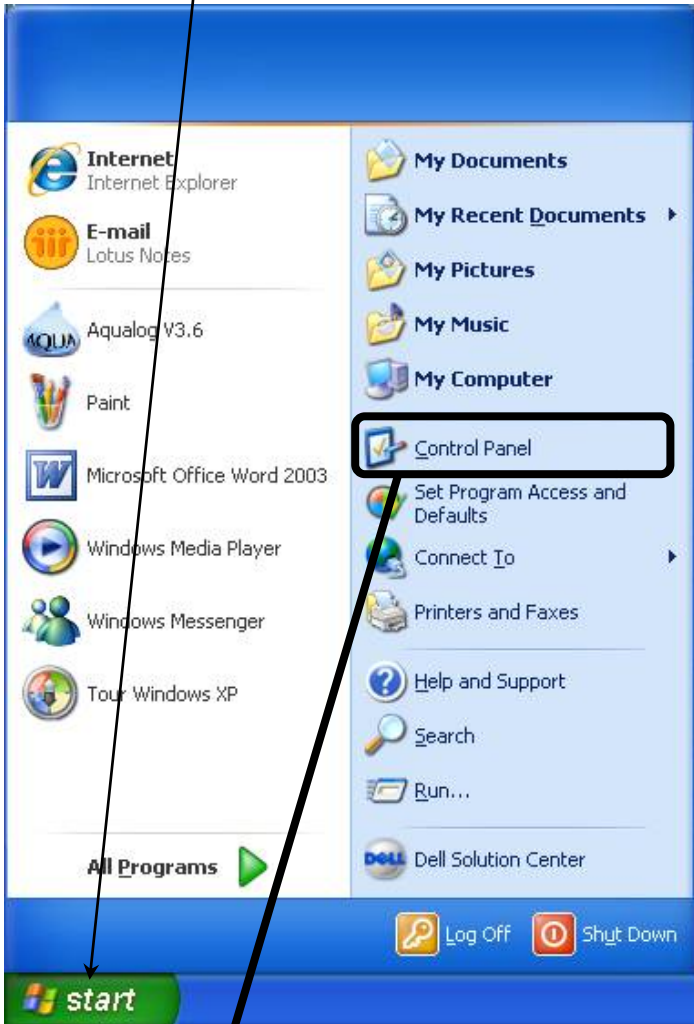 Internet
Internet Explorer
E-mail
Lotus Notes
AQUA
Aqualog V3.6
Paint
W
Microsoft Office Word 2003
Windows Media Player
Windows Messenger
Tour Windows XP
All Programs
My Documents
My Recent Documents
My Pictures
My Music
My Computer
Control Panel
Set Program Access and
Defaults
Connect To
Printers and Faxes
Help and Support
Search
Run...
DELL
Dell Solution Center
Log Off
Shut Down
start